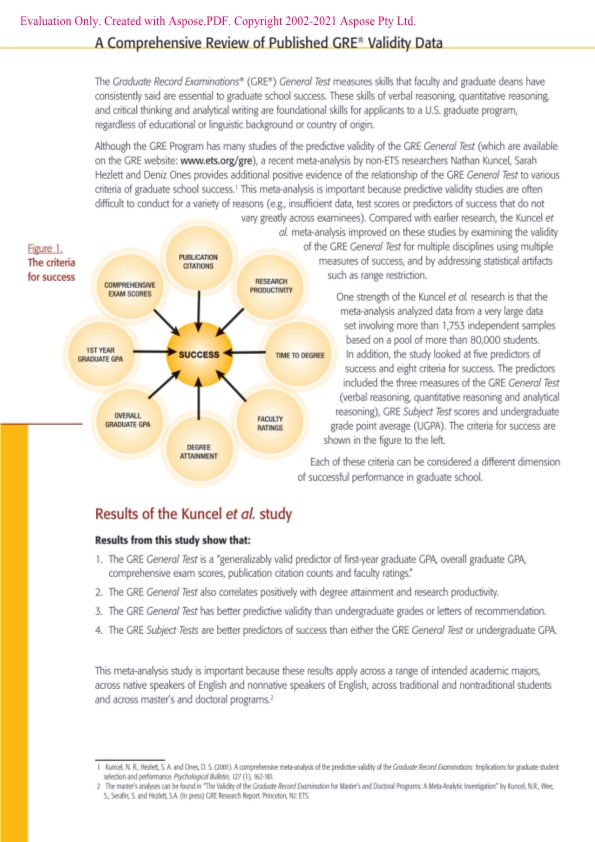 Evaluation Only. Created with Aspose.PDF. Copyright 2002-2021 Aspose Pty Ltd.
A Comprehensive Review of Published GRE® Validity Data
The Graduate Record Examinations® (GRE®) General Test measures skills that faculty and graduate deans have
consistently said are essential to graduate school success. These skills of verbal reasoning, quantitative reasoning,
and critical thinking and analytical writing are foundational skills for applicants to a U.S. graduate program,
regardless of educational or linguistic background or country of origin.
Although the GRE Program has many studies of the predictive validity of the GRE General Test (which are available
on the GRE website: www.ets.org/gre), a recent meta-analysis by non-ETS researchers Nathan Kuncel, Sarah
Hezlett and Deniz Ones provides additional positive evidence of the relationship of the GRE General Test to various
criteria of graduate school success.¹ This meta-analysis is important because predictive validity studies are often
difficult to conduct for a variety of reasons (e.g., insufficient data, test scores or predictors of success that do not
vary greatly across examinees). Compared with earlier research, the Kuncel et
al. meta-analysis improved on these studies by examining the validity
of the GRE General Test for multiple disciplines using multiple
measures of success, and by addressing statistical artifacts
such as range restriction.
Figure 1.
The criteria
for success
PUBLICATION
CITATIONS
COMPREHENSIVE
EXAM SCORES
RESEARCH
PRODUCTIVITY
1ST YEAR
GRADUATE GPA
SUCCESS
TIME TO DEGREE
OVERALL
GRADUATE GPA
FACULTY
RATINGS
DEGREE
ATTAINMENT
One strength of the Kuncel et al. research is that the
meta-analysis analyzed data from a very large data
set involving more than 1,753 independent samples
based on a pool of more than 80,000 students.
In addition, the study looked at five predictors of
success and eight criteria for success. The predictors
included the three measures of the GRE General Test
(verbal reasoning, quantitative reasoning and analytical
reasoning), GRE Subject Test scores and undergraduate
grade point average (UGPA). The criteria for success are
shown in the figure to the left.
Each of these criteria can be considered a different dimension
of successful performance in graduate school.
Results of the Kuncel et al. study
Results from this study show that:
1. The GRE General Test is a “generalizably valid predictor of first-year graduate GPA, overall graduate GPA,
comprehensive exam scores, publication citation counts and faculty ratings.”
2. The GRE General Test also correlates positively with degree attainment and research productivity.
3. The GRE General Test has better predictive validity than undergraduate grades or letters of recommendation.
4. The GRE Subject Tests are better predictors of success than either the GRE General Test or undergraduate GPA.
This meta-analysis study is important because these results apply across a range of intended academic majors,
across native speakers of English and nonnative speakers of English, across traditional and nontraditional students
and across master's and doctoral programs.²
1 Kuncel, N. R., Hezlett, S. A. and Ones, D. S. (2001). A comprehensive meta-analysis of the predictive validity of the Graduate Record Examinations: Implications for graduate student
selection and performance. Psychological Bulletin, 127 (1), 162-181.
2 The master's analyses can be found in “The Validity of the Graduate Record Examination for Master's and Doctoral Programs: A Meta-Analytic Investigation” by Kuncel, N.R., Wee,
S., Serafin, S. and Hezlett, S.A. (In press) GRE Research Report. Princeton, NJ: ETS.